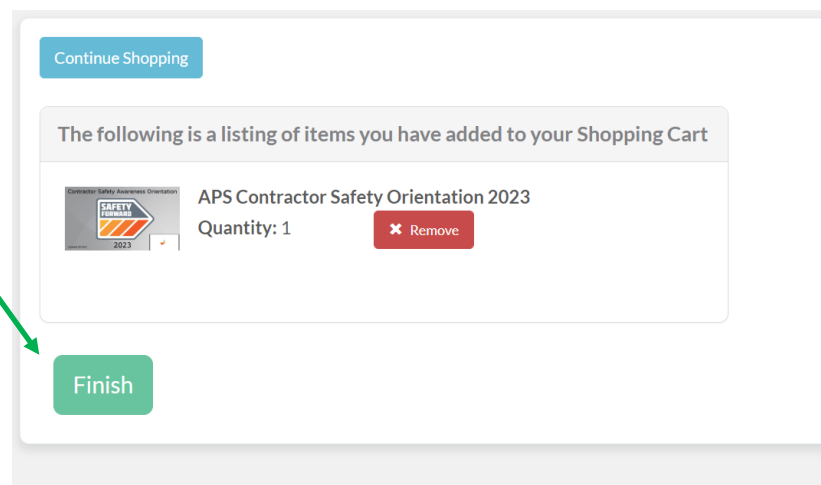 Continue Shopping
The following is a listing of items you have added to your Shopping Cart
Contractor Safety Awareness Orientation
SAFETY
FORWARD
2023
APS Contractor Safety Orientation 2023
Quantity: 1
✖ Remove
Finish